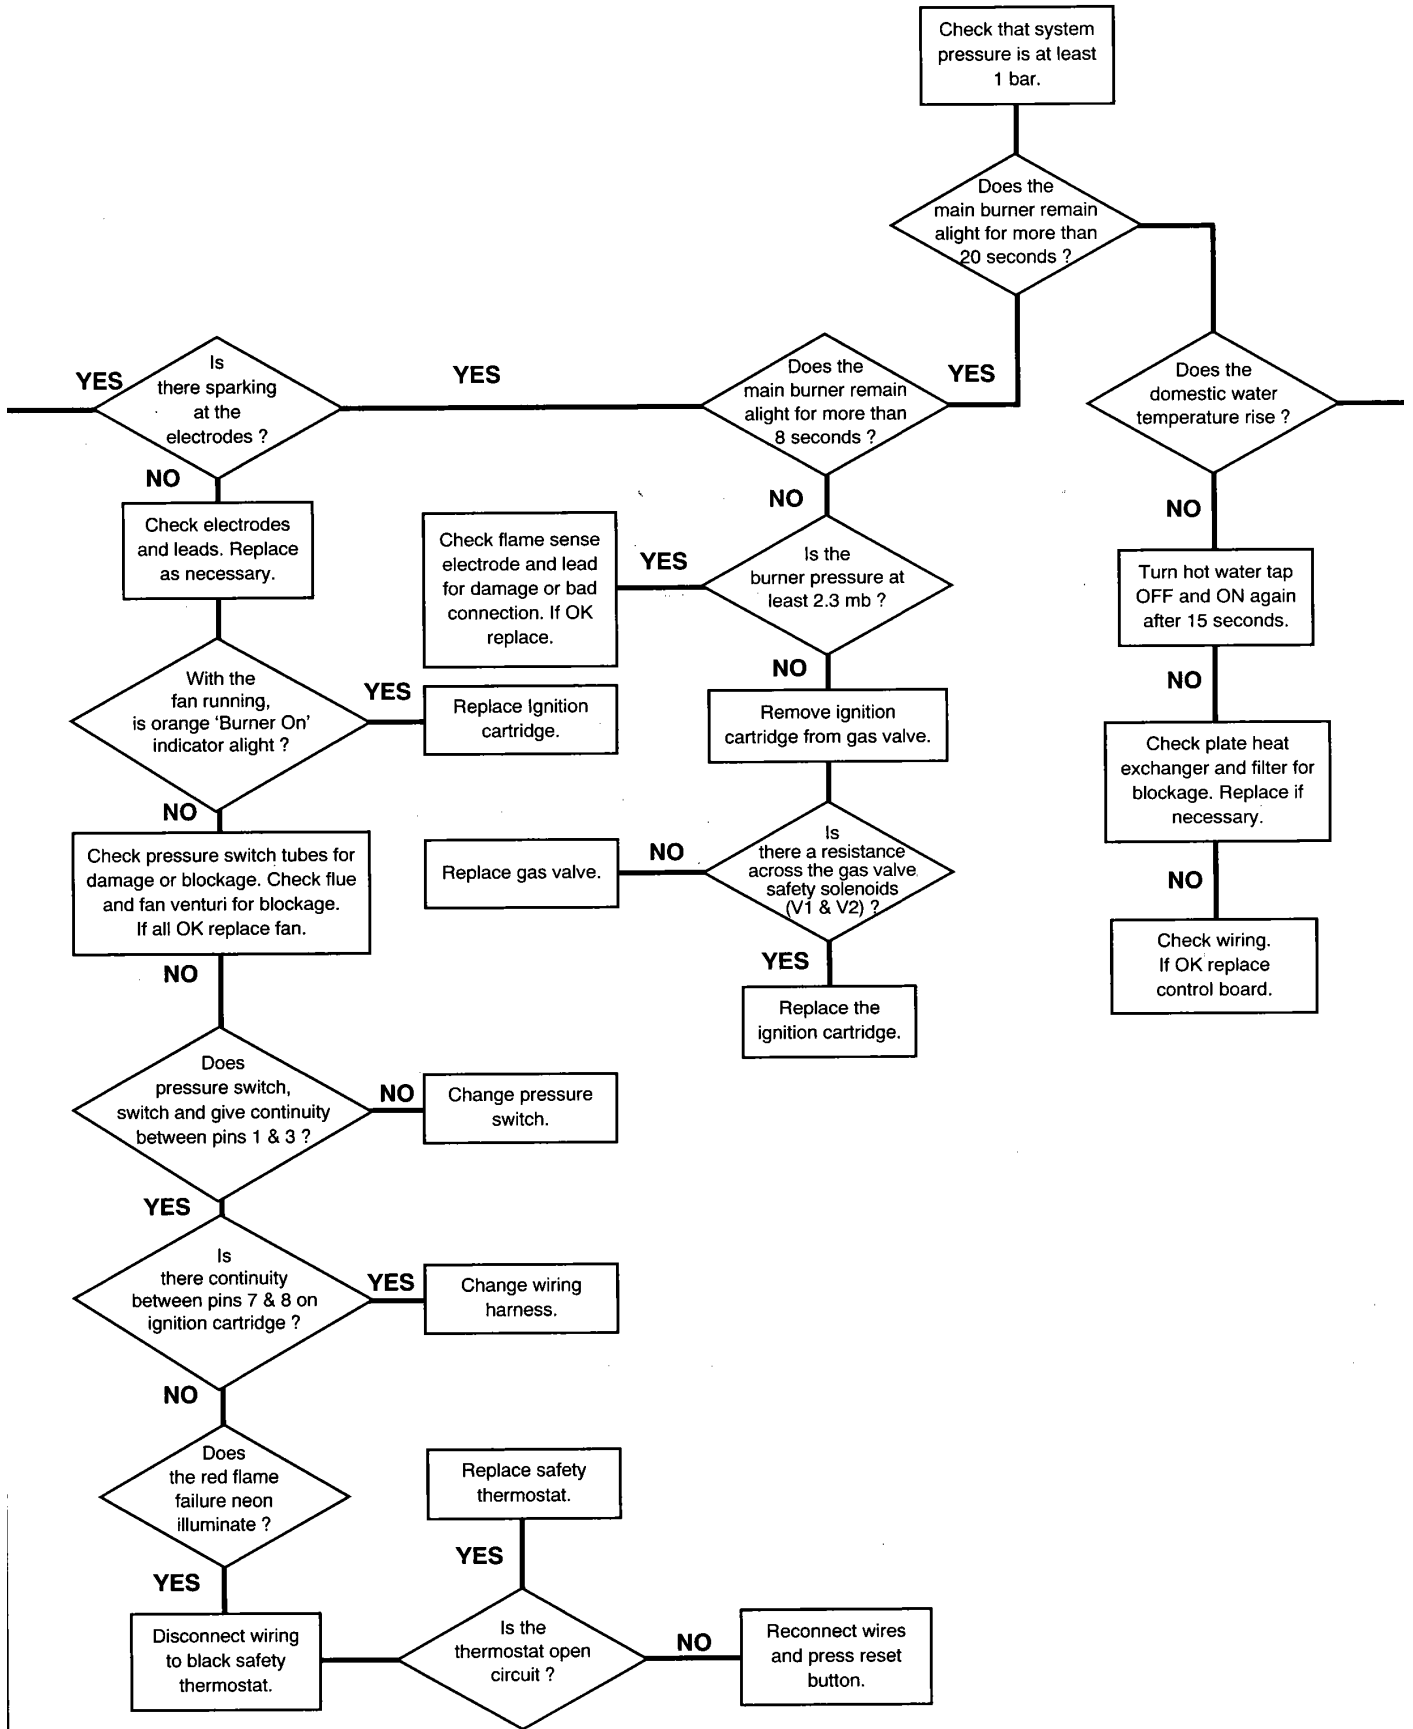 Check that system
pressure is at least
1 bar.
Does the
main burner remain
alight for more than
20 seconds ?
YES
Is
there sparking
at the
electrodes ?
YES
Does the
main burner remain
alight for more than
8 seconds ?
YES
Does the
domestic water
temperature rise ?
NO
Check electrodes
and leads. Replace
as necessary.
With the
fan running,
is orange ‘Burner On’
indicator alight ?
YES
Replace Ignition
cartridge.
NO
Check pressure switch tubes for
damage or blockage. Check flue
and fan venturi for blockage.
If all OK replace fan.
NO
Does
pressure switch,
switch and give continuity
between pins 1 & 3 ?
NO
Change pressure
switch.
YES
Is
there continuity
between pins 7 & 8 on
ignition cartridge ?
YES
Change wiring
harness.
NO
Does
the red flame
failure neon
illuminate ?
YES
Disconnect wiring
to black safety
thermostat.
Is the
thermostat open
circuit ?
YES
Replace safety
thermostat.
NO
Reconnect wires
and press reset
button.
NO
Is the
burner pressure at
least 2.3 mb ?
YES
Check flame sense
electrode and lead
for damage or bad
connection. If OK
replace.
NO
Remove ignition
cartridge from gas valve.
Is
there a resistance
across the gas valve
safety solenoids
(V1 & V2) ?
NO
Replace gas valve.
YES
Replace the
ignition cartridge.
NO
Turn hot water tap
OFF and ON again
after 15 seconds.
NO
Check plate heat
exchanger and filter for
blockage. Replace if
necessary.
NO
Check wiring.
If OK replace
control board.